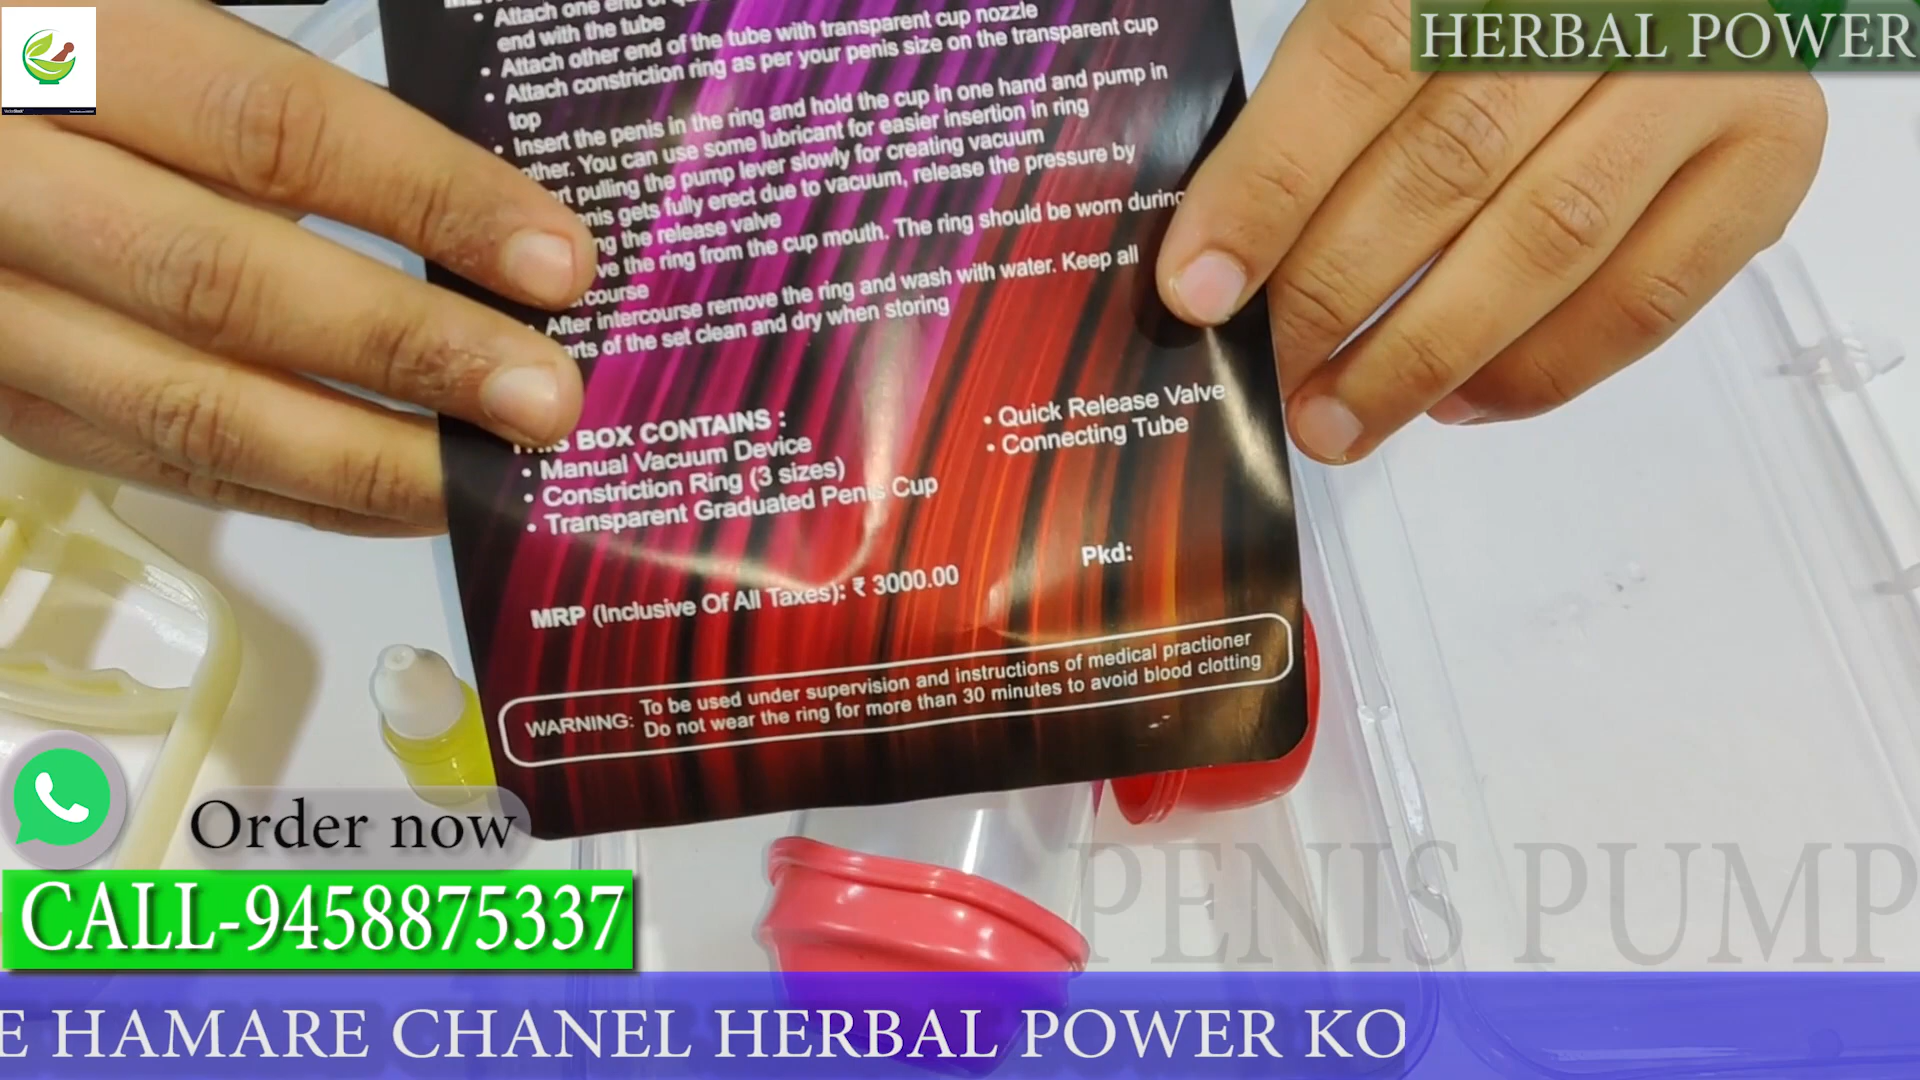 HERBAL POWER
• Attach one end
end with the tube
• Attach other end of the tube with transparent cup nozzle
• Attach constriction ring as per your penis size on the transparent cup
top
• Insert the penis in the ring and hold the cup in one hand and pump in
other. You can use some lubricant for easier insertion in ring
pulling the pump lever slowly for creating vacuum
gets fully erect due to vacuum, release the pressure by
the release valve
the ring from the cup mouth. The ring should be worn during
After intercourse remove the ring and wash with water. Keep all
of the set clean and dry when storing
BOX CONTAINS :
• Manual Vacuum Device
• Constriction Ring (3 sizes)
• Transparent Graduated Penis Cup
• Quick Release Valve
• Connecting Tube
Pkd:
MRP (Inclusive Of All Taxes): ₹ 3000.00
WARNING: To be used under supervision and instructions of medical practioner
Do not wear the ring for more than 30 minutes to avoid blood clotting
Order now
CALL-9458875337
PENIS PUMP
E HAMARE CHANEL HERBAL POWER KO